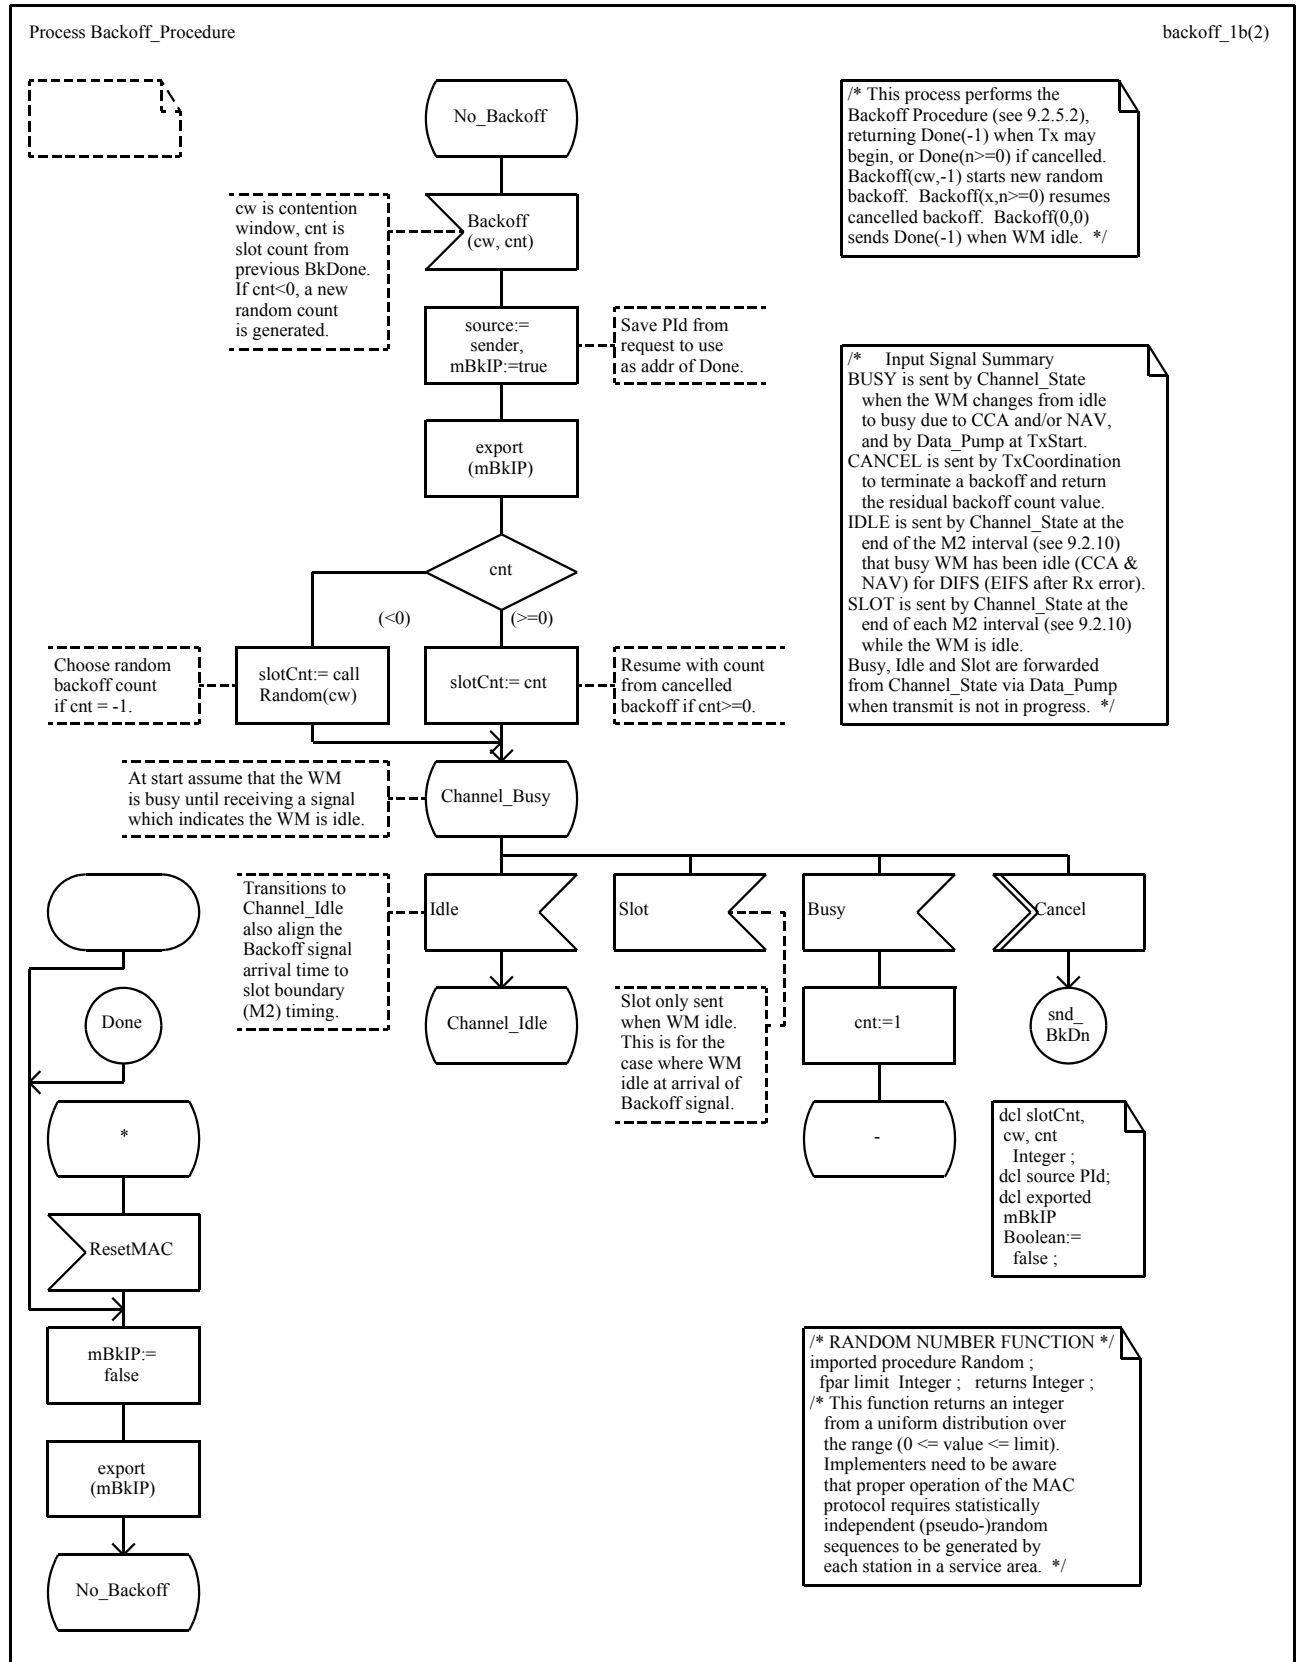 Process Backoff_Procedure
backoff_1b(2)
No_Backoff
/* This process performs the
Backoff Procedure (see 9.2.5.2),
returning Done(-1) when Tx may
begin, or Done(n>=0) if cancelled.
Backoff(cw,-1) starts new random
backoff.  Backoff(x,n>=0) resumes
cancelled backoff.  Backoff(0,0)
sends Done(-1) when WM idle.  */
cw is contention
window, cnt is
slot count from
previous BkDone.
If cnt<0, a new
random count
is generated.
Backoff
(cw, cnt)
source:=
sender,
mBkIP:=true
Save PId from
request to use
as addr of Done.
/*     Input Signal Summary
BUSY is sent by Channel_State
when the WM changes from idle
to busy due to CCA and/or NAV,
and by Data_Pump at TxStart.
CANCEL is sent by TxCoordination
to terminate a backoff and return
the residual backoff count value.
IDLE is sent by Channel_State at the
end of the M2 interval (see 9.2.10)
that busy WM has been idle (CCA &
NAV) for DIFS (EIFS after Rx error).
SLOT is sent by Channel_State at the
end of each M2 interval (see 9.2.10)
while the WM is idle.
Busy, Idle and Slot are forwarded
from Channel_State via Data_Pump
when transmit is not in progress.  */
export
(mBkIP)
cnt
(<0)
(>=0)
Choose random
backoff count
if cnt = -1.
slotCnt:= call
Random(cw)
slotCnt:= cnt
Resume with count
from cancelled
backoff if cnt>=0.
At start assume that the WM
is busy until receiving a signal
which indicates the WM is idle.
Channel_Busy
Transitions to
Channel_Idle
also align the
Backoff signal
arrival time to
slot boundary
(M2) timing.
Idle
Slot
Busy
Cancel
Done
Channel_Idle
Slot only sent
when WM idle.
This is for the
case where WM
idle at arrival of
Backoff signal.
cnt:=1
snd_
BkDn
*
-
dcl slotCnt,
cw, cnt
Integer ;
dcl source PId;
dcl exported
mBkIP
Boolean:=
false ;
ResetMAC
mBkIP:=
false
export
(mBkIP)
No_Backoff
/* RANDOM NUMBER FUNCTION */
imported procedure Random ;
fpar limit  Integer ;   returns Integer ;
/* This function returns an integer
from a uniform distribution over
the range (0 <= value <= limit).
Implementers need to be aware
that proper operation of the MAC
protocol requires statistically
independent (pseudo-)random
sequences to be generated by
each station in a service area.  */